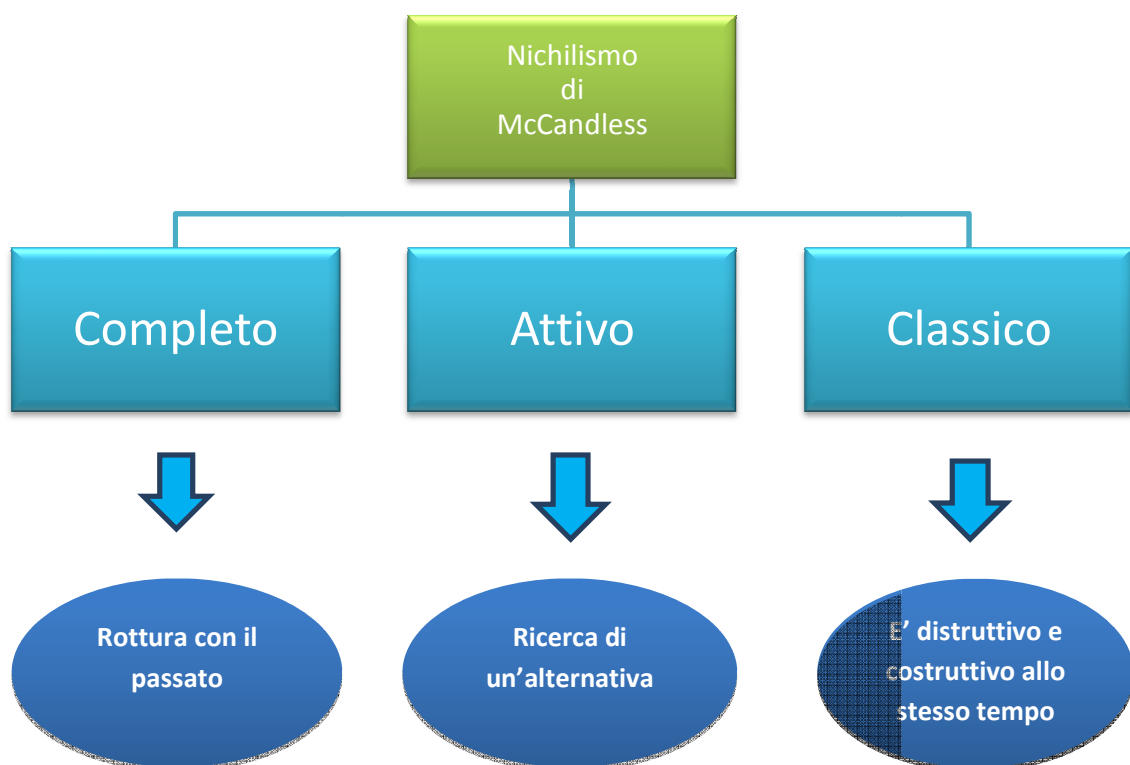 Nichilismo
di
McCandless
Completo
Attivo
Classico
Rottura con il
passato
Ricerca di
un'alternativa
E' distruttivo e
costruttivo allo
stesso tempo